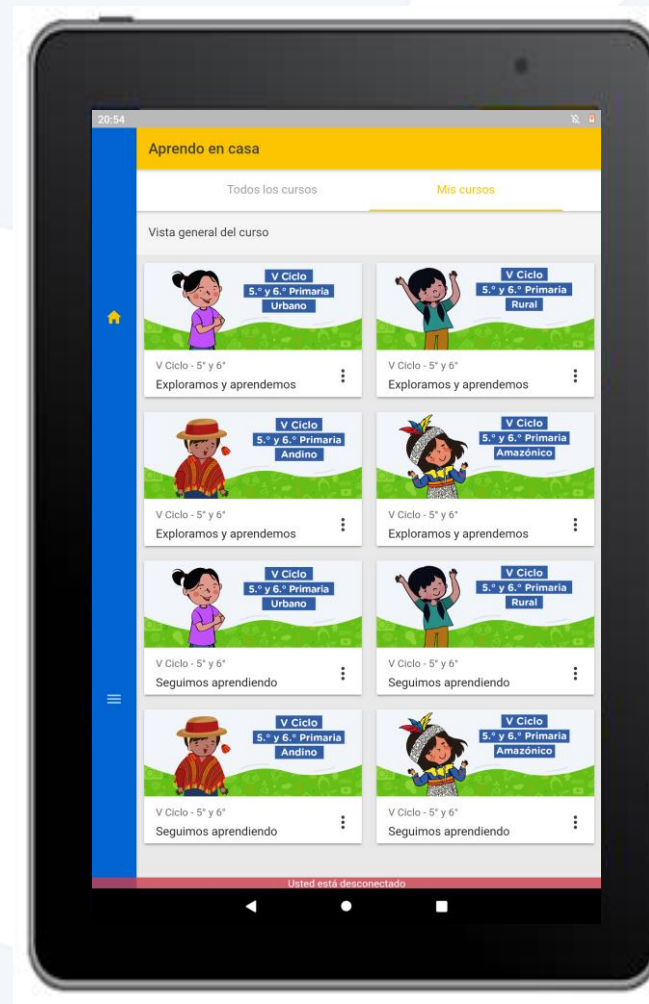 20:54
Aprendo en casa
Todos los cursos
Mis cursos
Vista general del curso
V Ciclo
5.° y 6.° Primaria
Urbano
V Ciclo - 5° y 6°
Exploramos y aprendemos
V Ciclo
5.° y 6.° Primaria
Rural
V Ciclo - 5° y 6°
Exploramos y aprendemos
V Ciclo
5.° y 6.° Primaria
Andino
V Ciclo - 5° y 6°
Exploramos y aprendemos
V Ciclo
5.° y 6.° Primaria
Amazónico
V Ciclo - 5° y 6°
Exploramos y aprendemos
V Ciclo
5.° y 6.° Primaria
Urbano
V Ciclo - 5° y 6°
Seguimos aprendiendo
V Ciclo
5.° y 6.° Primaria
Rural
V Ciclo - 5° y 6°
Seguimos aprendiendo
V Ciclo
5.° y 6.° Primaria
Andino
V Ciclo - 5° y 6°
Seguimos aprendiendo
V Ciclo
5.° y 6.° Primaria
Amazónico
V Ciclo - 5° y 6°
Seguimos aprendiendo
Usted está desconectado